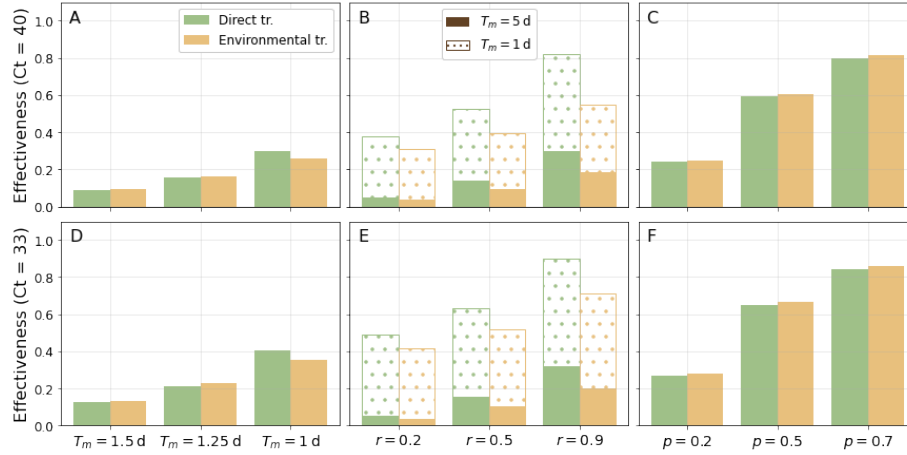 Effectiveness (Ct = 40)
1.0
0.8
0.6
0.4
0.2
0.0
A
Direct tr.
Environmental tr.
B
T_m = 5 d
T_m = 1 d
C
Effectiveness (Ct = 33)
1.0
0.8
0.6
0.4
0.2
0.0
D
E
F
T_m = 1.5 d
T_m = 1.25 d
T_m = 1 d
r = 0.2
r = 0.5
r = 0.9
p = 0.2
p = 0.5
p = 0.7